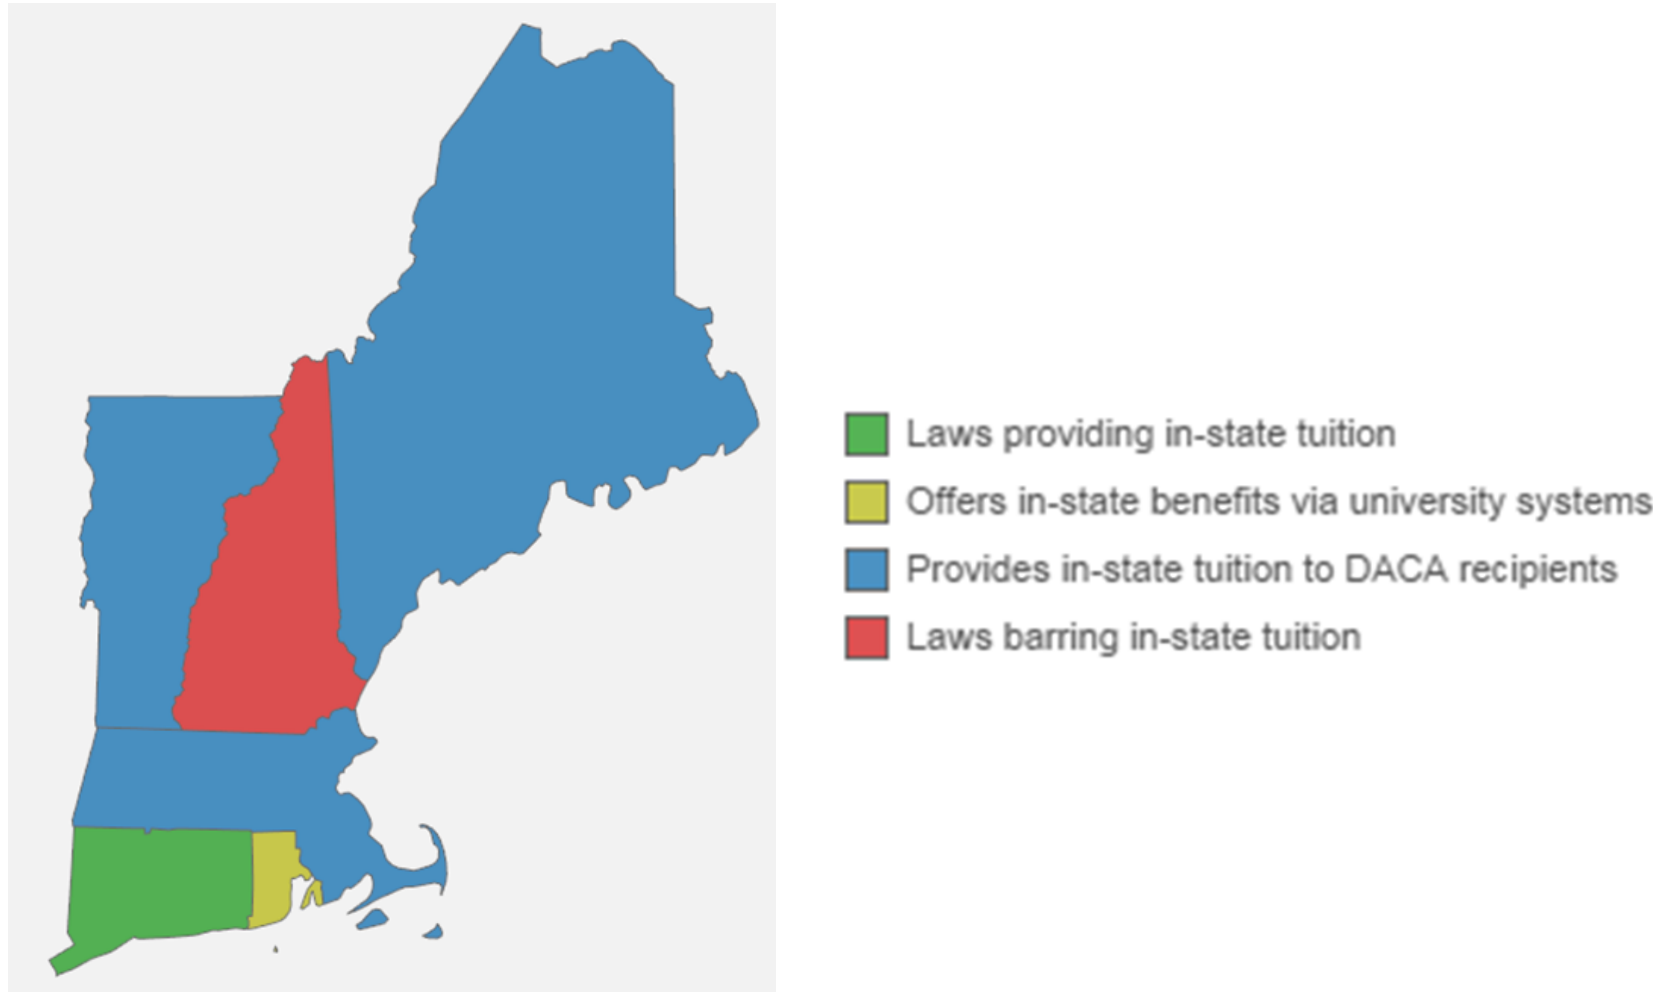 Laws providing in-state tuition
Offers in-state benefits via university systems
Provides in-state tuition to DACA recipients
Laws barring in-state tuition